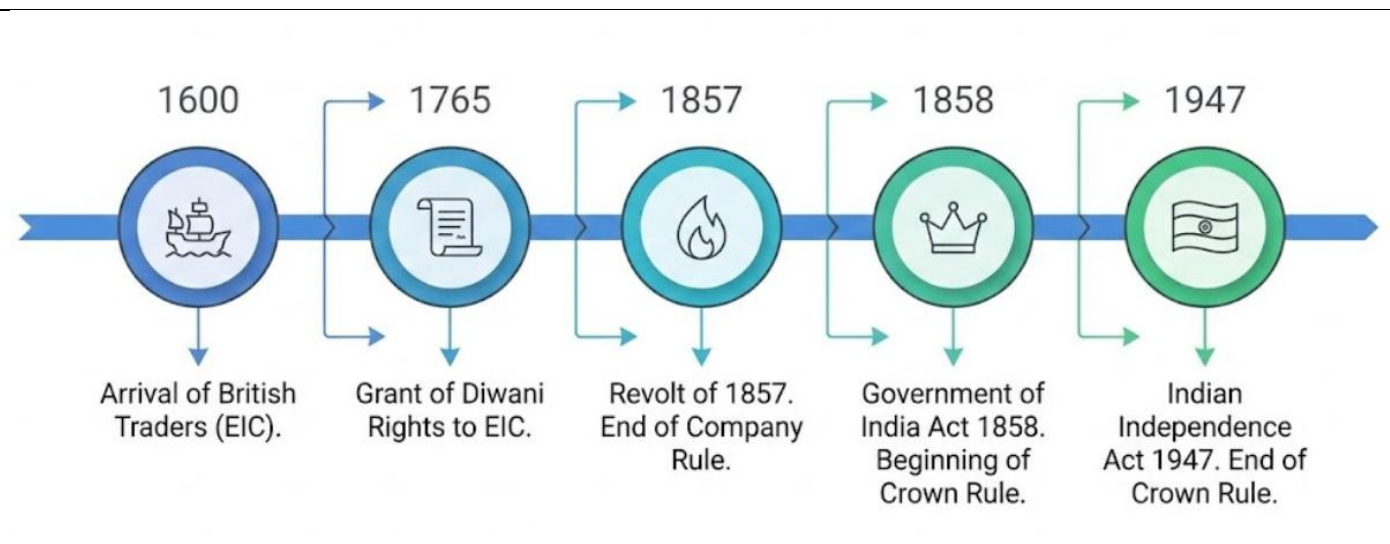 1600
Arrival of British
Traders (EIC).
1765
Grant of Diwani
Rights to EIC.
1857
Revolt of 1857.
End of Company
Rule.
1858
Government of
India Act 1858.
Beginning of
Crown Rule.
1947
Indian
Independence
Act 1947. End of
Crown Rule.